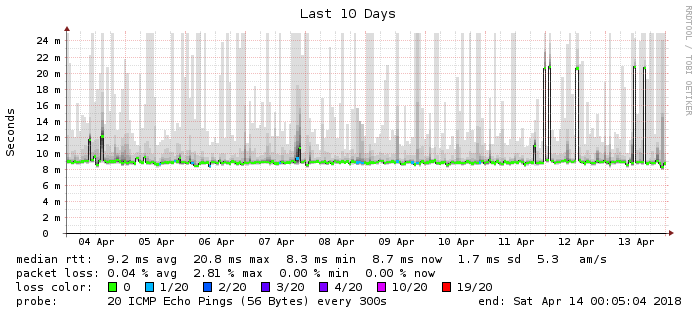 Last 10 Days
RRDTOOL / TOBI OETIKER
Seconds
24 m
22 m
20 m
18 m
16 m
14 m
12 m
10 m
8 m
6 m
4 m
2 m
0
04 Apr 05 Apr 06 Apr 07 Apr 08 Apr 09 Apr 10 Apr 11 Apr 12 Apr 13 Apr
median rtt: 9.2 ms avg 20.8 ms max 8.3 ms min 8.7 ms now 1.7 ms sd 5.3 am/s
packet loss: 0.04 % avg 2.81 % max 0.00 % min 0.00 % now
loss color: 0 1/20 2/20 3/20 4/20 10/20 19/20
probe: 20 ICMP Echo Pings (56 Bytes) every 300s end: Sat Apr 14 00:05:04 2018